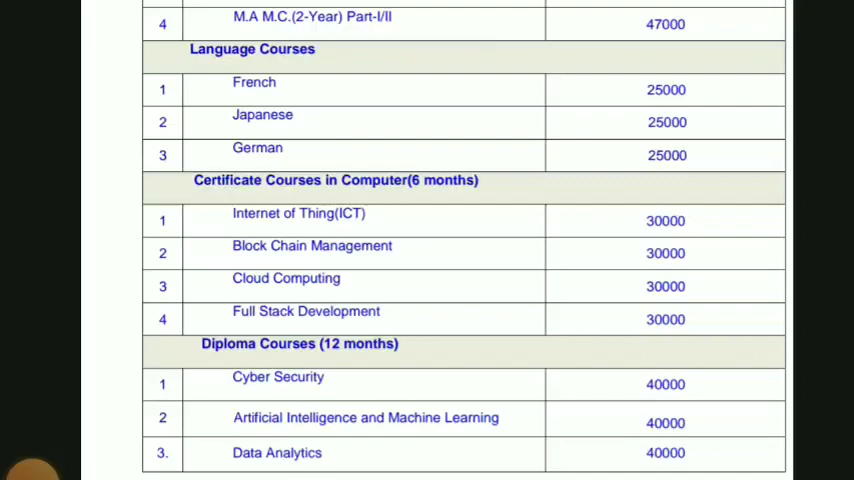 4 M.A M.C.(2-Year) Part-I/II 47000
Language Courses
1 French 25000
2 Japanese 25000
3 German 25000
Certificate Courses in Computer(6 months)
1 Internet of Thing(ICT) 30000
2 Block Chain Management 30000
3 Cloud Computing 30000
4 Full Stack Development 30000
Diploma Courses (12 months)
1 Cyber Security 40000
2 Artificial Intelligence and Machine Learning 40000
3. Data Analytics 40000